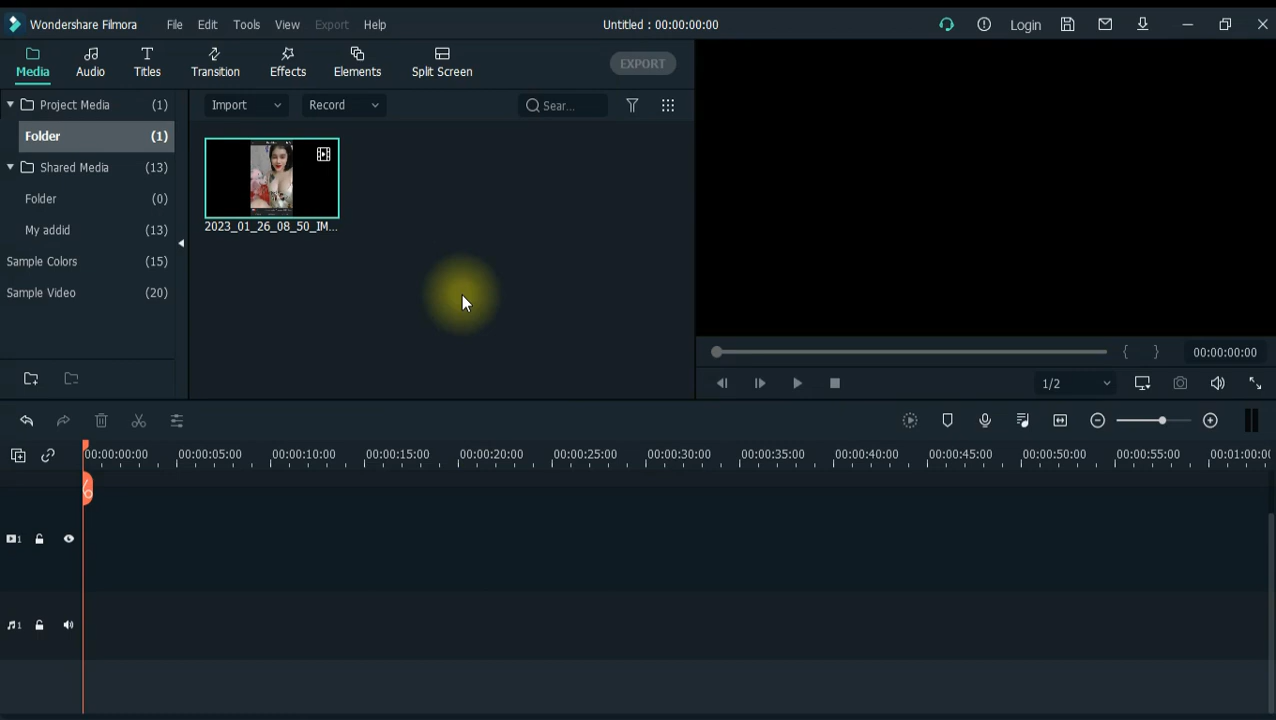 Wondershare Filmora File Edit Tools View Export Help Untitled : 00:00:00:00 Login
Media Audio Titles Transition Effects Elements Split Screen EXPORT
Project Media (1)
Folder (1)
Shared Media (13)
Folder (0)
My addid (13)
Sample Colors (15)
Sample Video (20)
Import Record Sear...
2023_01_26_08_50_IM...
{ } 00:00:00:00
1/2
00:00:00:00 00:00:05:00 00:00:10:00 00:00:15:00 00:00:20:00 00:00:25:00 00:00:30:00 00:00:35:00 00:00:40:00 00:00:45:00 00:00:50:00 00:00:55:00 00:01:00:0
1
1